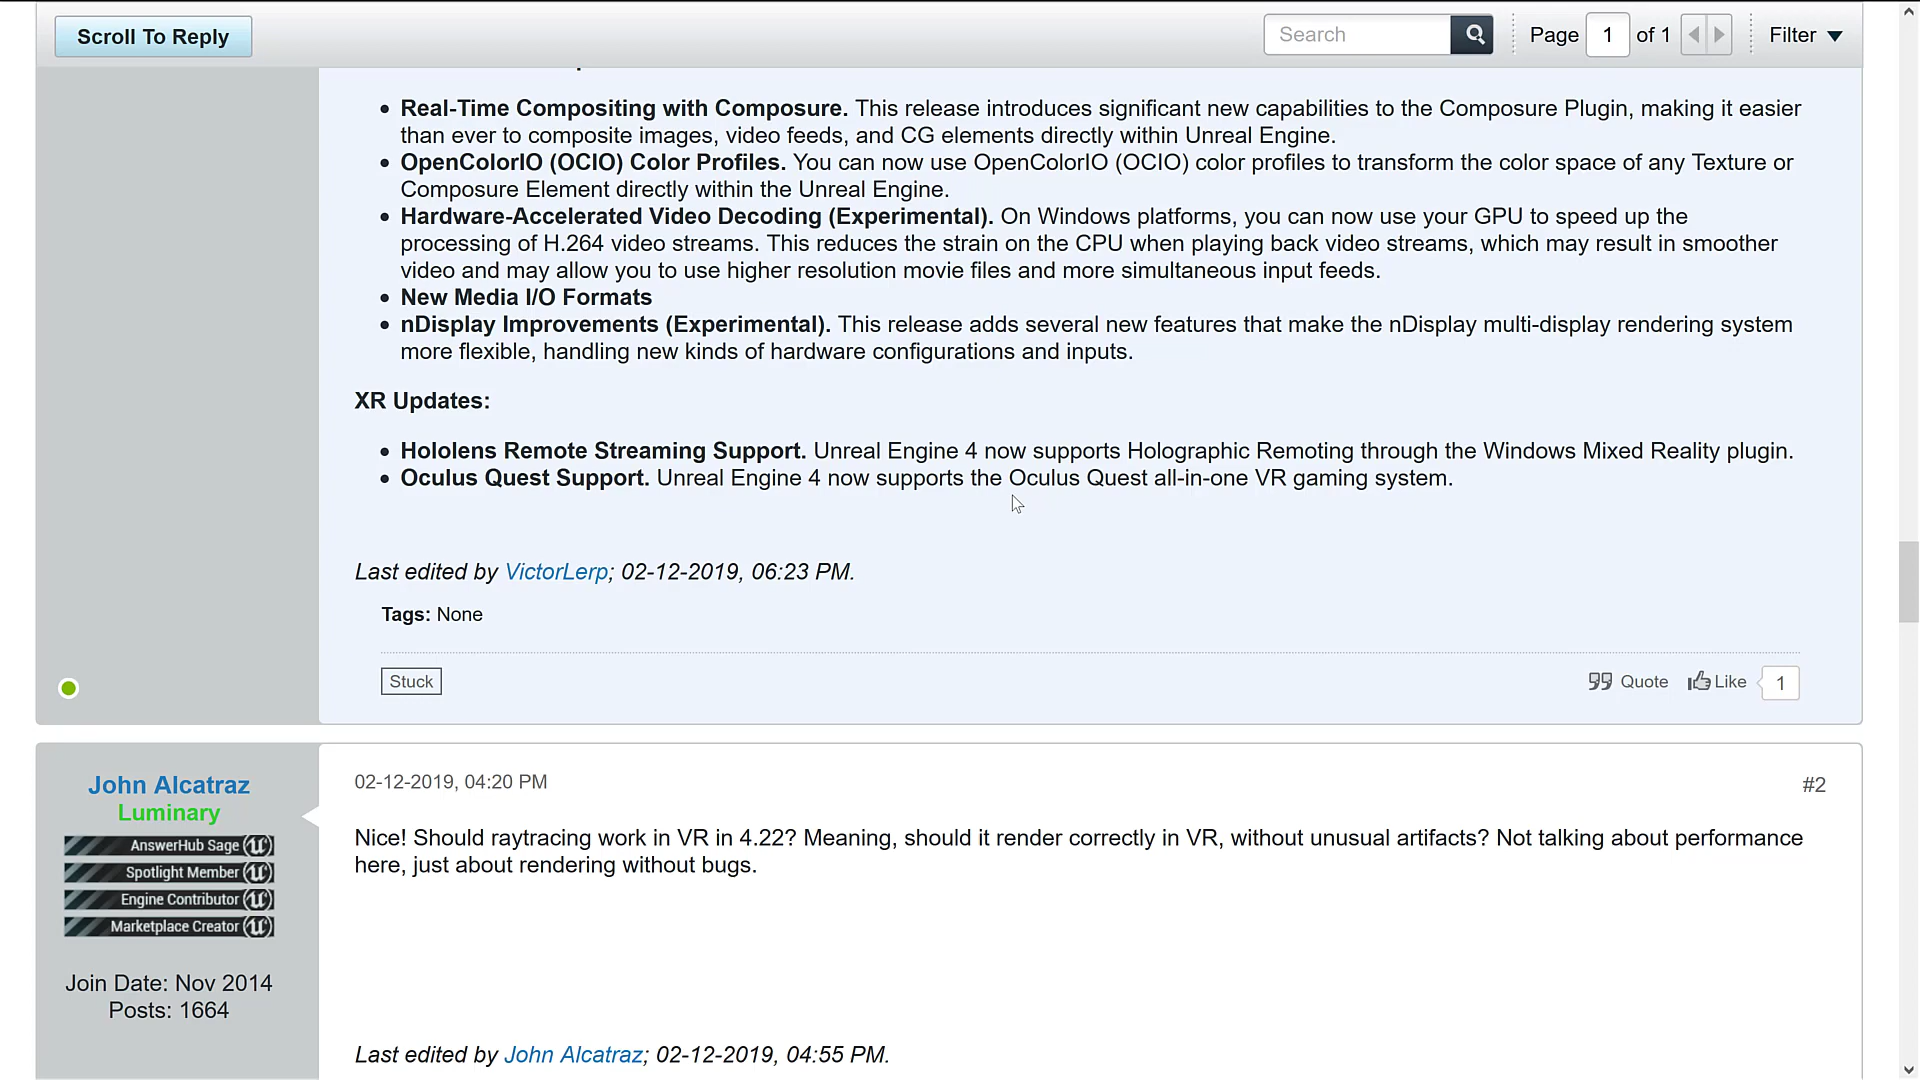 Scroll To Reply
Search
Page 1 of 1
Filter
Real-Time Compositing with Composure. This release introduces significant new capabilities to the Composure Plugin, making it easier
than ever to composite images, video feeds, and CG elements directly within Unreal Engine.
OpenColorIO (OCIO) Color Profiles. You can now use OpenColorIO (OCIO) color profiles to transform the color space of any Texture or
Composure Element directly within the Unreal Engine.
Hardware-Accelerated Video Decoding (Experimental). On Windows platforms, you can now use your GPU to speed up the
processing of H.264 video streams. This reduces the strain on the CPU when playing back video streams, which may result in smoother
video and may allow you to use higher resolution movie files and more simultaneous input feeds.
New Media I/O Formats
nDisplay Improvements (Experimental). This release adds several new features that make the nDisplay multi-display rendering system
more flexible, handling new kinds of hardware configurations and inputs.
XR Updates:
Hololens Remote Streaming Support. Unreal Engine 4 now supports Holographic Remoting through the Windows Mixed Reality plugin.
Oculus Quest Support. Unreal Engine 4 now supports the Oculus Quest all-in-one VR gaming system.
Last edited by VictorLerp; 02-12-2019, 06:23 PM.
Tags: None
Stuck
Quote
Like
1
John Alcatraz
Luminary
AnswerHub Sage
Spotlight Member
Engine Contributor
Marketplace Creator
Join Date: Nov 2014
Posts: 1664
02-12-2019, 04:20 PM
#2
Nice! Should raytracing work in VR in 4.22? Meaning, should it render correctly in VR, without unusual artifacts? Not talking about performance
here, just about rendering without bugs.
Last edited by John Alcatraz; 02-12-2019, 04:55 PM.